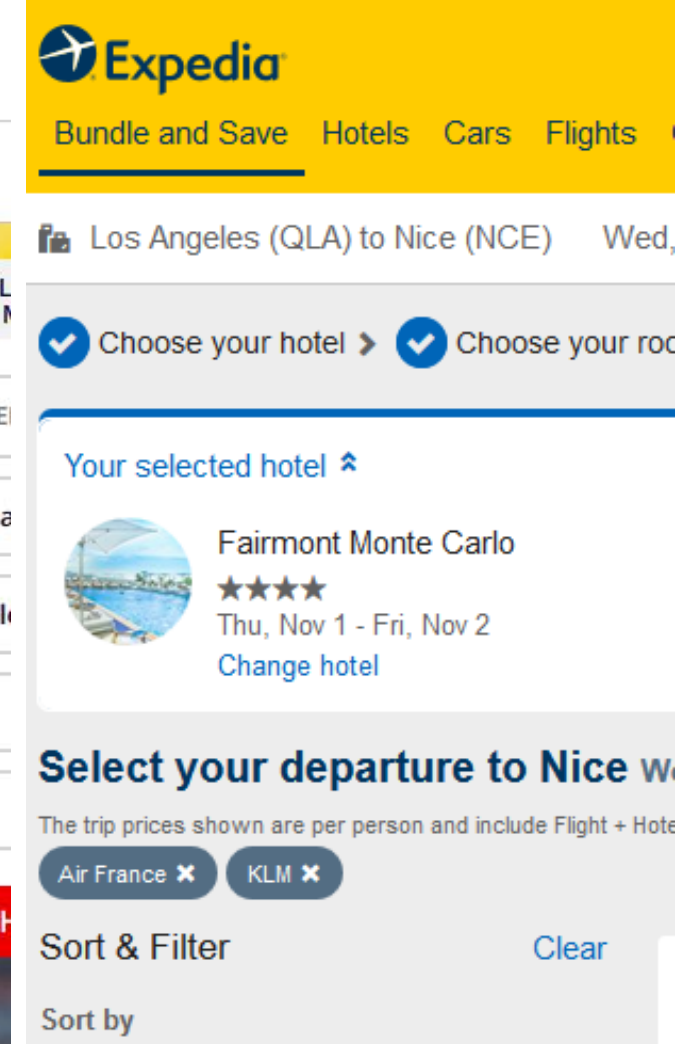 Expedia
Bundle and Save Hotels Cars Flights
Los Angeles (QLA) to Nice (NCE) Wed,
Choose your hotel Choose your roo
Your selected hotel
Fairmont Monte Carlo
Thu, Nov 1 - Fri, Nov 2
Change hotel
Select your departure to Nice
The trip prices shown are per person and include Flight + Hote
Air France KLM
Sort & Filter Clear
Sort by